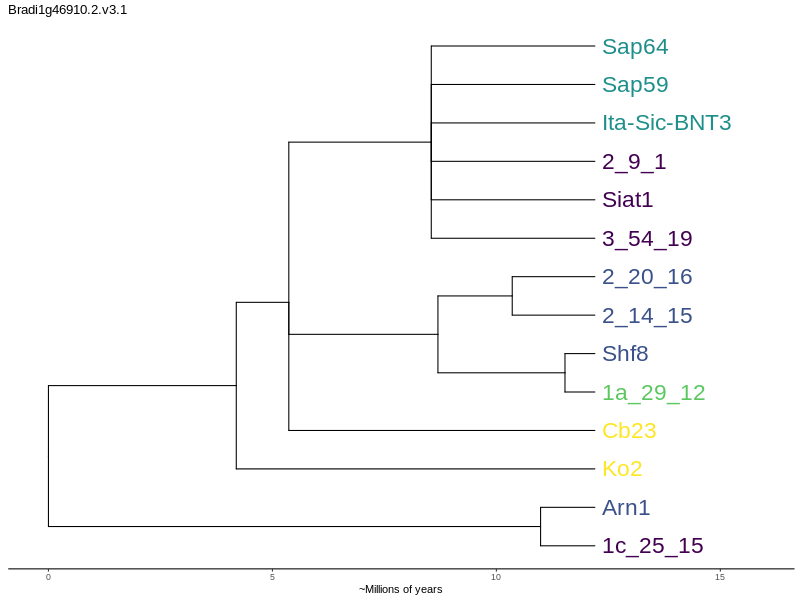 Bradi1g46910.2.v3.1
Sap64
Sap59
Ita-Sic-BNT3
2_9_1
Siat1
3_54_19
2_20_16
2_14_15
Shf8
1a_29_12
Cb23
Ko2
Arn1
1c_25_15
0 5 10 15
~Millions of years